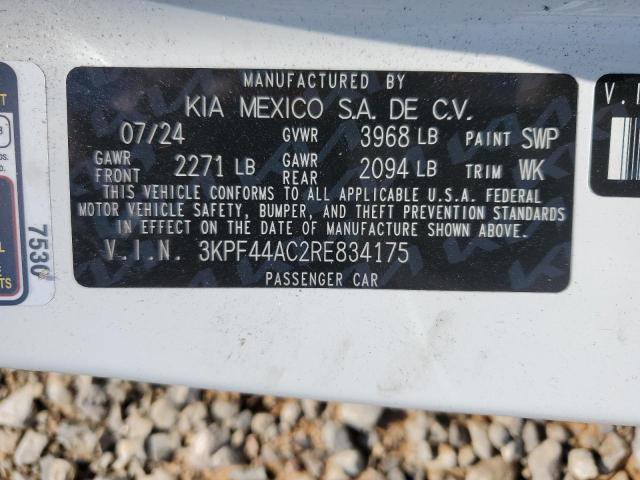 MANUFACTURED BY
KIA MEXICO S.A. DE C.V.
07/24 GVWR 3968 LB PAINT SWP
GAWR FRONT 2271 LB GAWR REAR 2094 LB TRIM WK
THIS VEHICLE CONFORMS TO ALL APPLICABLE U.S.A. FEDERAL
MOTOR VEHICLE SAFETY, BUMPER, AND THEFT PREVENTION STANDARDS
IN EFFECT ON THE DATE OF MANUFACTURE SHOWN ABOVE.
V.I.N. 3KPF44AC2RE834175
PASSENGER CAR
7530
V.I